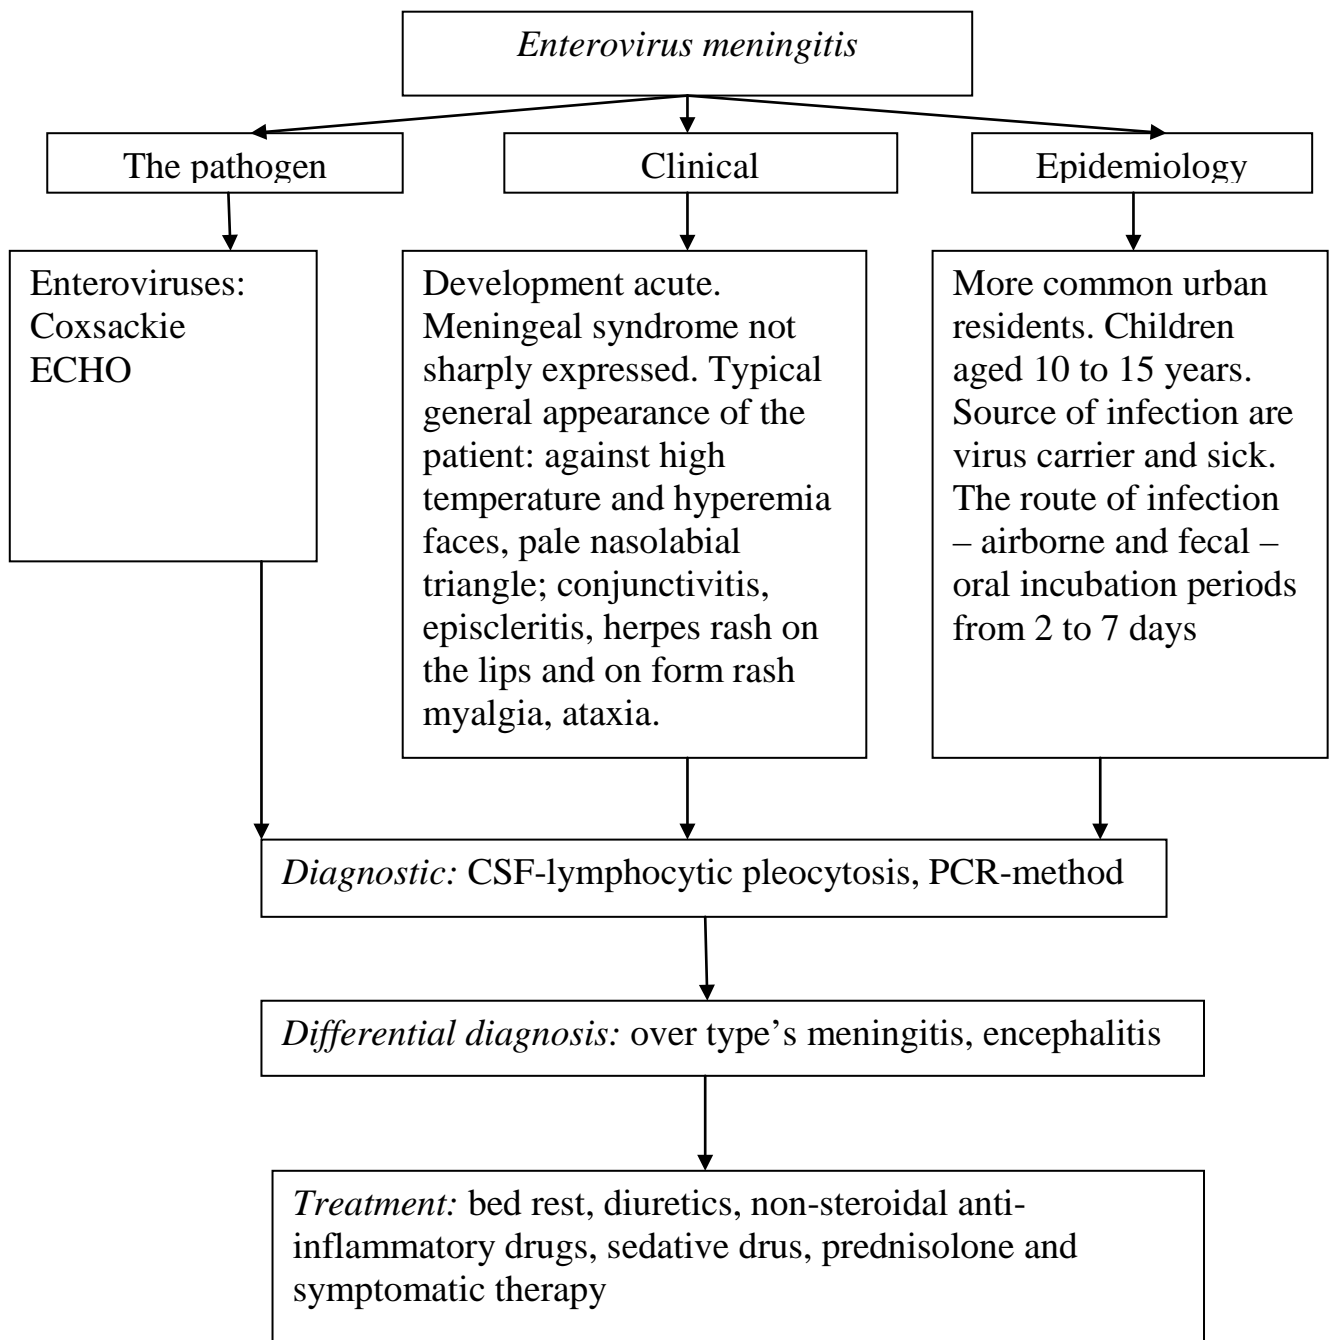 Enterovirus meningitis
The pathogen
Clinical
Epidemiology
Enteroviruses:
Coxsackie
ECHO
Development acute.
Meningeal syndrome not
sharply expressed. Typical
general appearance of the
patient: against high
temperature and hyperemia
faces, pale nasolabial
triangle; conjunctivitis,
episcleritis, herpes rash on
the lips and on form rash
myalgia, ataxia.
More common urban
residents. Children
aged 10 to 15 years.
Source of infection are
virus carrier and sick.
The route of infection
– airborne and fecal –
oral incubation periods
from 2 to 7 days
Diagnostic: CSF-lymphocytic pleocytosis, PCR-method
Differential diagnosis: over type’s meningitis, encephalitis
Treatment: bed rest, diuretics, non-steroidal anti-
inflammatory drugs, sedative drus, prednisolone and
symptomatic therapy